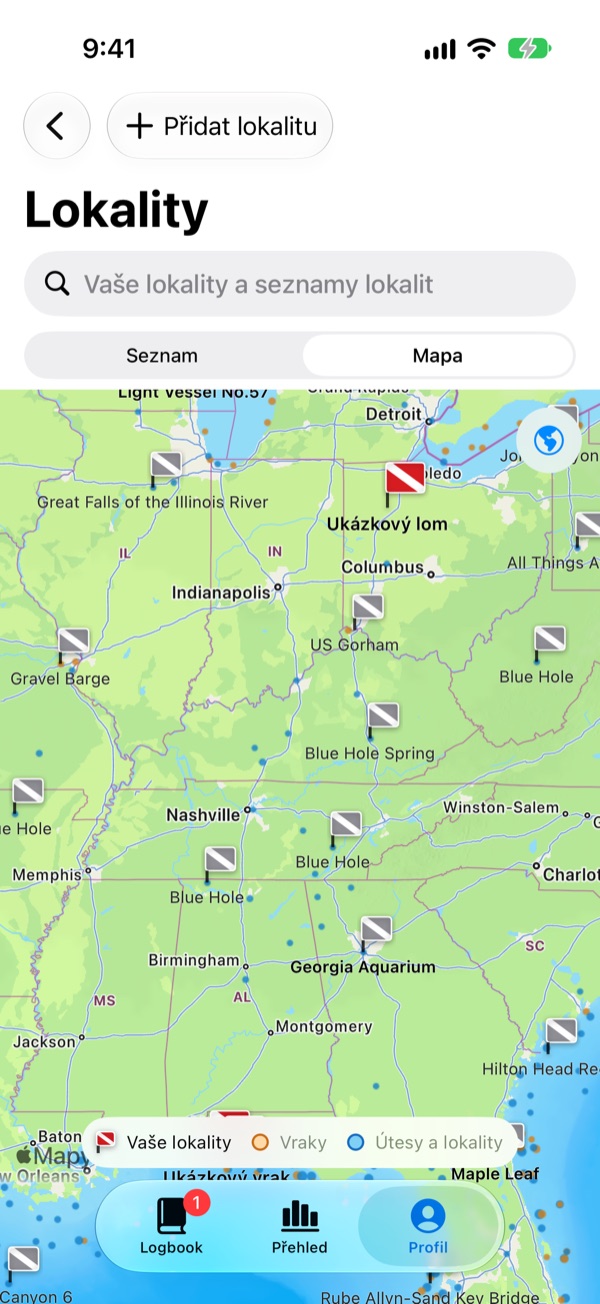 9:41
Přidat lokalitu
Lokality
Vaše lokality a seznamy lokalit
Seznam
Mapa
Light Vessel No.57
Detroit
Great Falls of the Illinois River
Ukázkový lom
IL
IN
Columbus
All Things A
Indianapolis
US Gorham
Gravel Barge
Blue Hole
Blue Hole Spring
Nashville
Winston-Salem
e Hole
Blue Hole
Memphis
Charlot
Blue Hole
SC
Birmingham
Georgia Aquarium
MS
AL
Montgomery
Jackson
Hilton Head Re
Baton
Vaše lokality
Vraky
Útesy a lokality
Mapy
w Orleans
Ukázkový vrak
Maple Leaf
1
Logbook
Přehled
Profil
Canyon 6
Rube Allyn-Sand Key Bridge